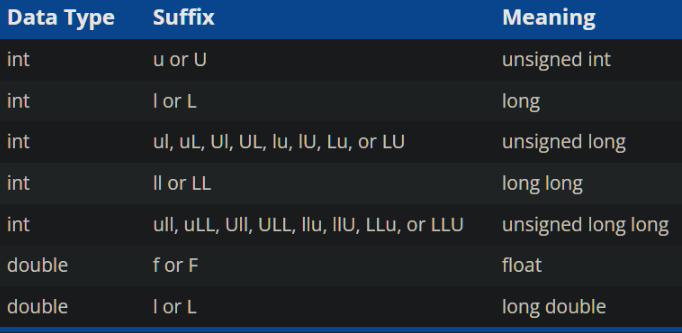 Data Type Suffix Meaning
int u or U unsigned int
int l or L long
int ul, uL, Ul, UL, lu, lU, Lu, or LU unsigned long
int ll or LL long long
int ull, uLL, Ull, ULL, llu, llU, LLu, or LLU unsigned long long
double f or F float
double l or L long double